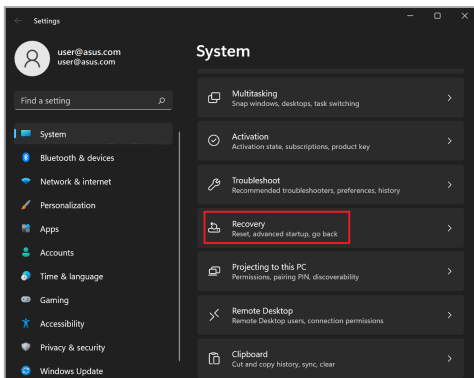 Settings
user@asus.com
user@asus.com
Find a setting
System
Bluetooth & devices
Network & internet
Personalization
Apps
Accounts
Time & language
Gaming
Accessibility
Privacy & security
Windows Update
System
Multitasking
Snap windows, desktops, task switching
Activation
Activation state, subscriptions, product key
Troubleshoot
Recommended troubleshooters, preferences, history
Recovery
Reset, advanced startup, go back
Projecting to this PC
Permissions, pairing PIN, discoverability
Remote Desktop
Remote Desktop users, connection permissions
Clipboard
Cut and copy history, sync, clear